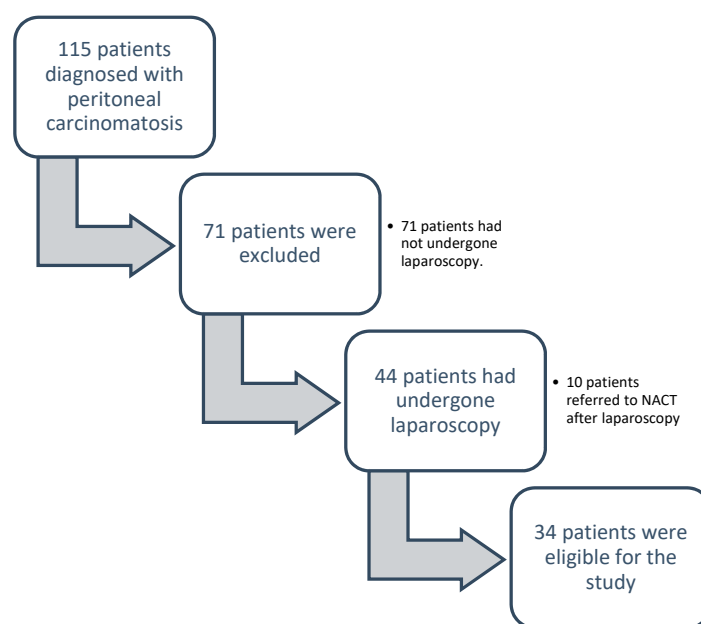 115 patients
diagnosed with
peritoneal
carcinomatosis
71 patients were
excluded
• 71 patients had
not undergone
laparoscopy.
44 patients had
undergone
laparoscopy
• 10 patients
referred to NACT
after laparoscopy
34 patients were
eligible for the
study